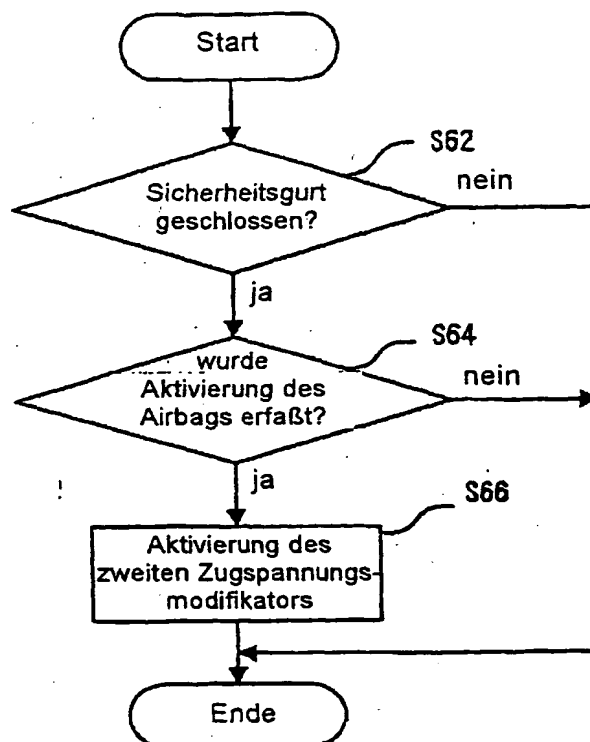 Start
S62
Sicherheitsgurt
geschlossen?
nein
ja
S64
wurde
Aktivierung des
Airbags erfaßt?
nein
ja
S66
Aktivierung des
zweiten Zugspannungs-
modifikators
Ende